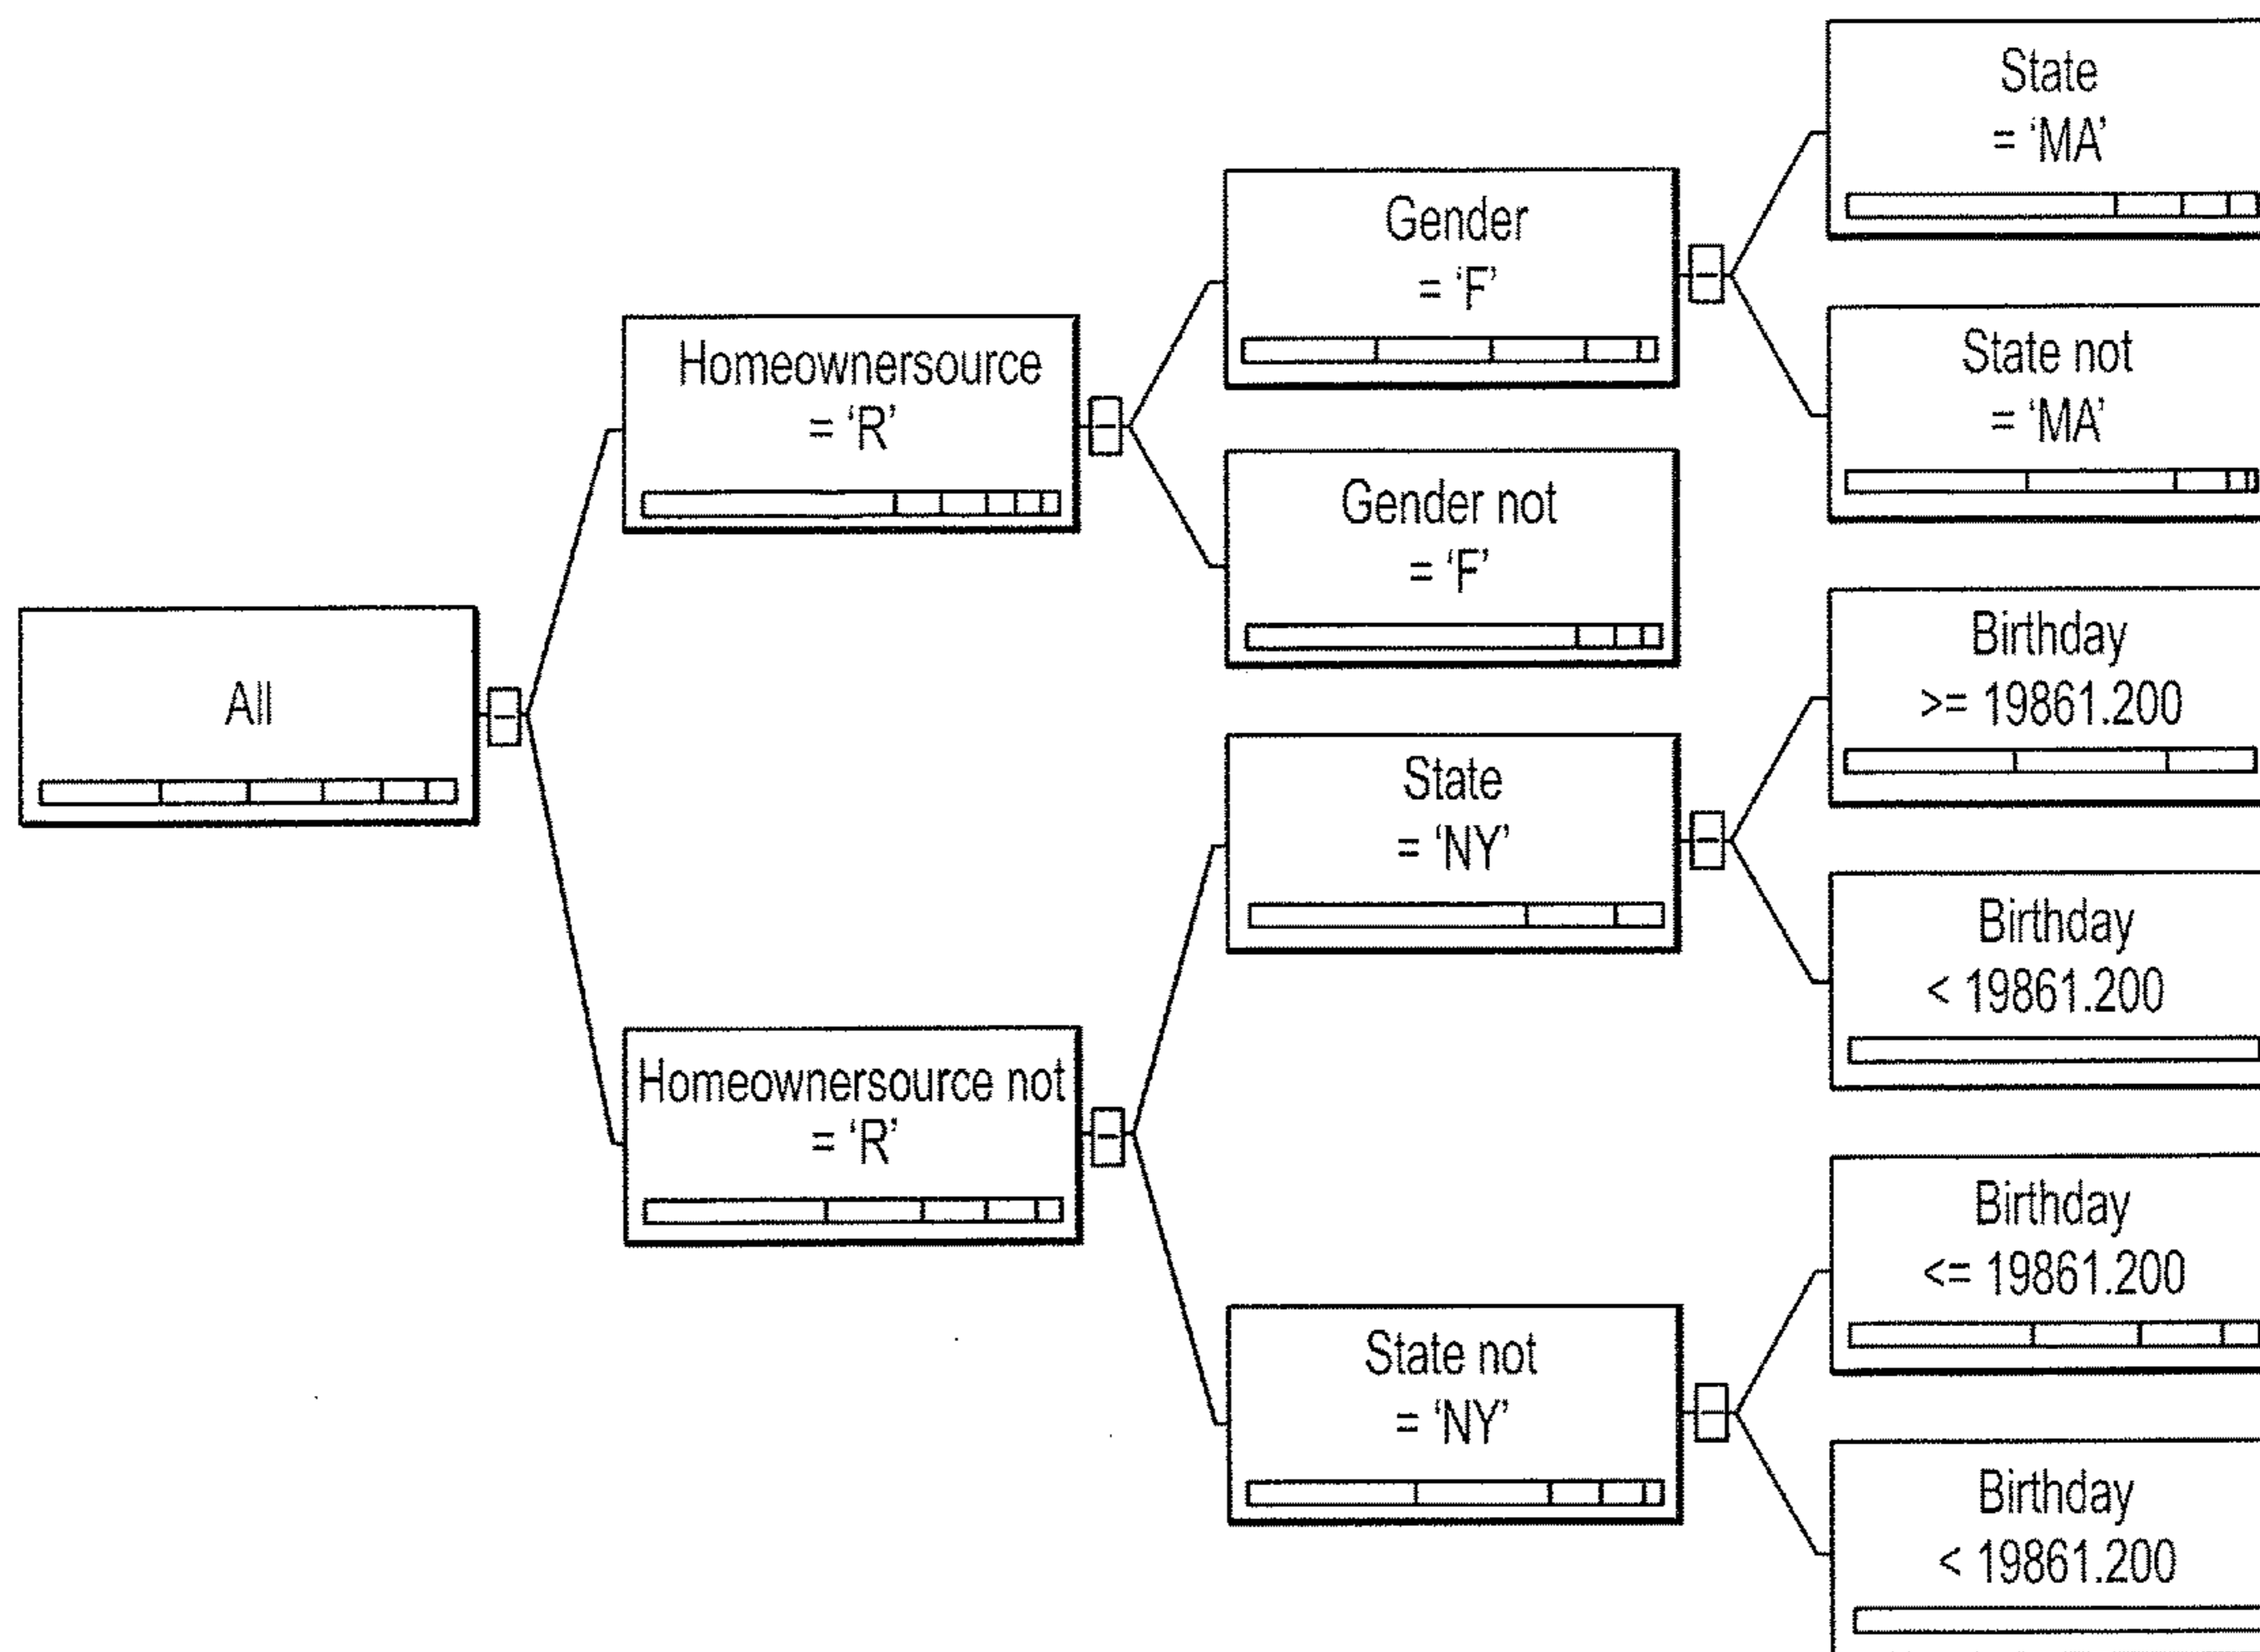 All
Homeownersource
= ‘R’
Homeownersource not
= ‘R’
Gender
= ‘F’
Gender not
= ‘F’
State
= ‘NY’
State not
= ‘NY’
State
= ‘MA’
State not
= ‘MA’
Birthday
>= 19861.200
Birthday
< 19861.200
Birthday
<= 19861.200
Birthday
< 19861.200